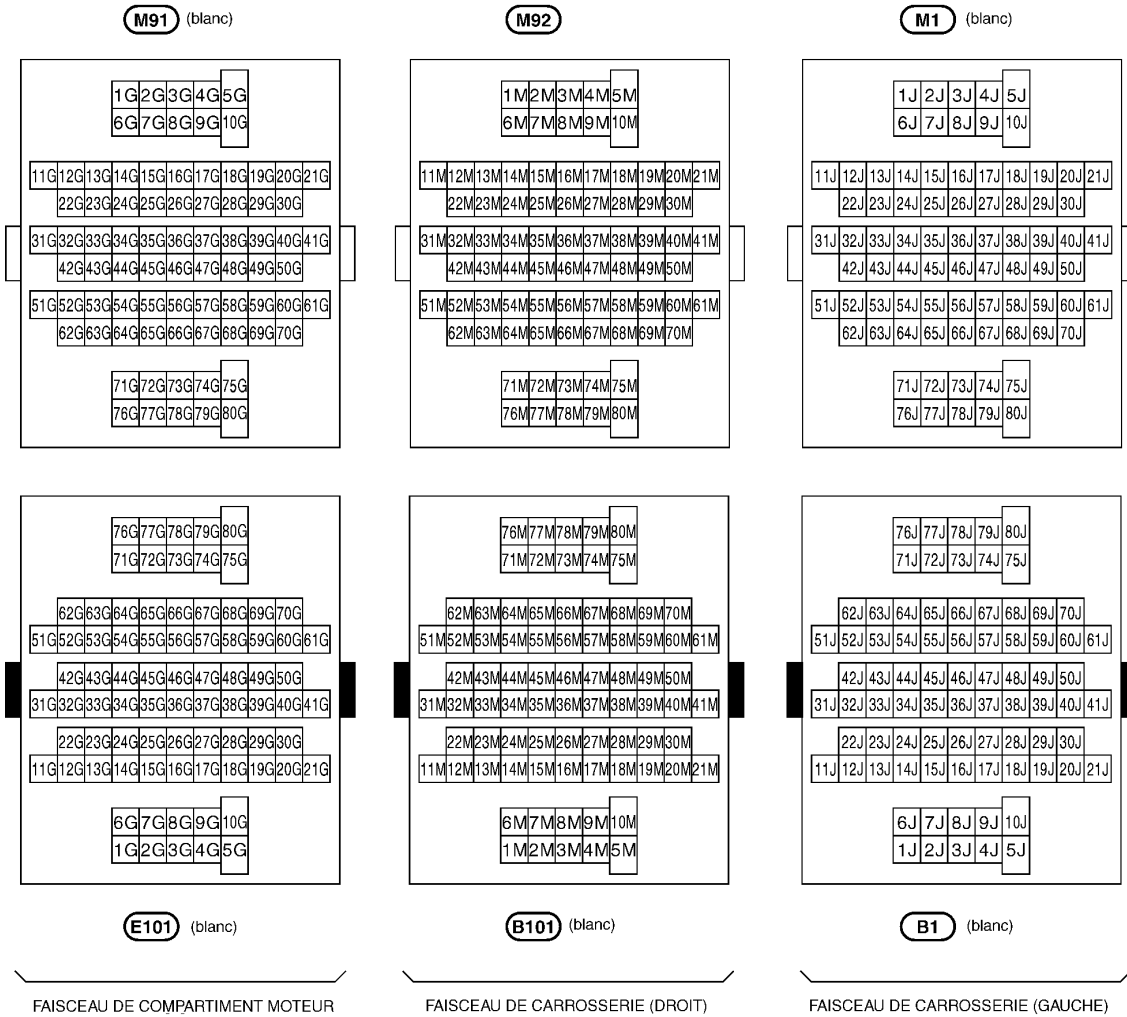 M91 (blanc) M92 M1 (blanc)
1G 2G 3G 4G 5G 1M 2M 3M 4M 5M 1J 2J 3J 4J 5J
6G 7G 8G 9G 10G 6M 7M 8M 9M 10M 6J 7J 8J 9J 10J
11G 12G 13G 14G 15G 16G 17G 18G 19G 20G 21G 11M 12M 13M 14M 15M 16M 17M 18M 19M 20M 21M 11J 12J 13J 14J 15J 16J 17J 18J 19J 20J 21J
22G 23G 24G 25G 26G 27G 28G 29G 30G 22M 23M 24M 25M 26M 27M 28M 29M 30M 22J 23J 24J 25J 26J 27J 28J 29J 30J
31G 32G 33G 34G 35G 36G 37G 38G 39G 40G 41G 31M 32M 33M 34M 35M 36M 37M 38M 39M 40M 41M 31J 32J 33J 34J 35J 36J 37J 38J 39J 40J 41J
42G 43G 44G 45G 46G 47G 48G 49G 50G 42M 43M 44M 45M 46M 47M 48M 49M 50M 42J 43J 44J 45J 46J 47J 48J 49J 50J
51G 52G 53G 54G 55G 56G 57G 58G 59G 60G 61G 51M 52M 53M 54M 55M 56M 57M 58M 59M 60M 61M 51J 52J 53J 54J 55J 56J 57J 58J 59J 60J 61J
62G 63G 64G 65G 66G 67G 68G 69G 70G 62M 63M 64M 65M 66M 67M 68M 69M 70M 62J 63J 64J 65J 66J 67J 68J 69J 70J
71G 72G 73G 74G 75G 71M 72M 73M 74M 75M 71J 72J 73J 74J 75J
76G 77G 78G 79G 80G 76M 77M 78M 79M 80M 76J 77J 78J 79J 80J
76G 77G 78G 79G 80G 76M 77M 78M 79M 80M 76J 77J 78J 79J 80J
71G 72G 73G 74G 75G 71M 72M 73M 74M 75M 71J 72J 73J 74J 75J
62G 63G 64G 65G 66G 67G 68G 69G 70G 62M 63M 64M 65M 66M 67M 68M 69M 70M 62J 63J 64J 65J 66J 67J 68J 69J 70J
51G 52G 53G 54G 55G 56G 57G 58G 59G 60G 61G 51M 52M 53M 54M 55M 56M 57M 58M 59M 60M 61M 51J 52J 53J 54J 55J 56J 57J 58J 59J 60J 61J
42G 43G 44G 45G 46G 47G 48G 49G 50G 42M 43M 44M 45M 46M 47M 48M 49M 50M 42J 43J 44J 45J 46J 47J 48J 49J 50J
31G 32G 33G 34G 35G 36G 37G 38G 39G 40G 41G 31M 32M 33M 34M 35M 36M 37M 38M 39M 40M 41M 31J 32J 33J 34J 35J 36J 37J 38J 39J 40J 41J
22G 23G 24G 25G 26G 27G 28G 29G 30G 22M 23M 24M 25M 26M 27M 28M 29M 30M 22J 23J 24J 25J 26J 27J 28J 29J 30J
11G 12G 13G 14G 15G 16G 17G 18G 19G 20G 21G 11M 12M 13M 14M 15M 16M 17M 18M 19M 20M 21M 11J 12J 13J 14J 15J 16J 17J 18J 19J 20J 21J
6G 7G 8G 9G 10G 6M 7M 8M 9M 10M 6J 7J 8J 9J 10J
1G 2G 3G 4G 5G 1M 2M 3M 4M 5M 1J 2J 3J 4J 5J
E101 (blanc) B101 (blanc) B1 (blanc)
FAISCEAU DE COMPARTIMENT MOTEUR FAISCEAU DE CARROSSERIE (DROIT) FAISCEAU DE CARROSSERIE (GAUCHE)